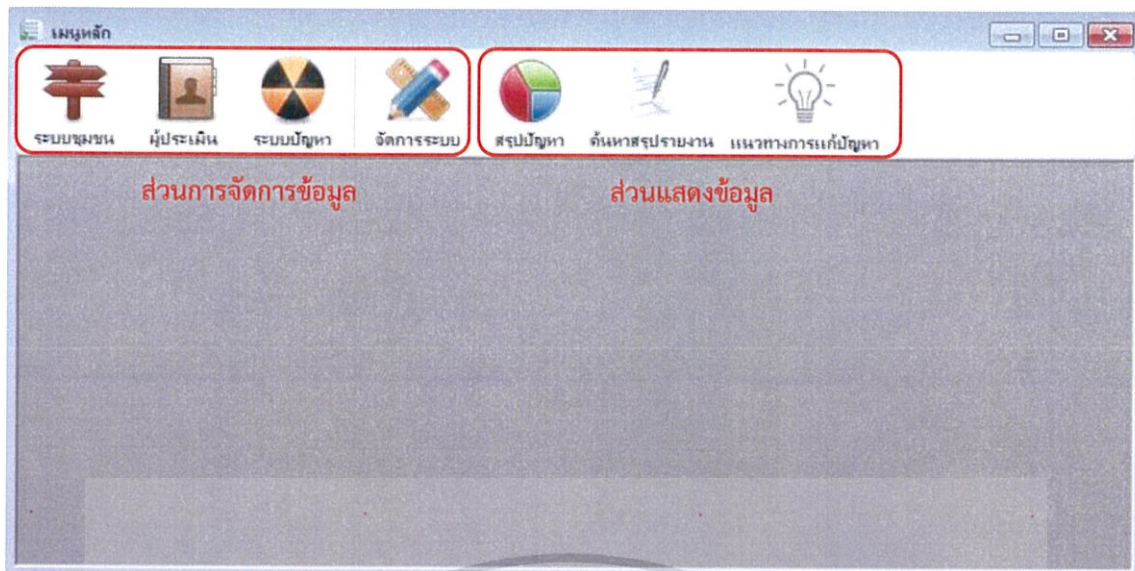 เมนูหลัก
ระบบชุมชน ผู้ประเมิน ระบบปัญหา จัดการระบบ สรุปปัญหา ค้นหาสรุปรายงาน แนวทางการแก้ปัญหา
ส่วนการจัดการข้อมูล ส่วนแสดงข้อมูล